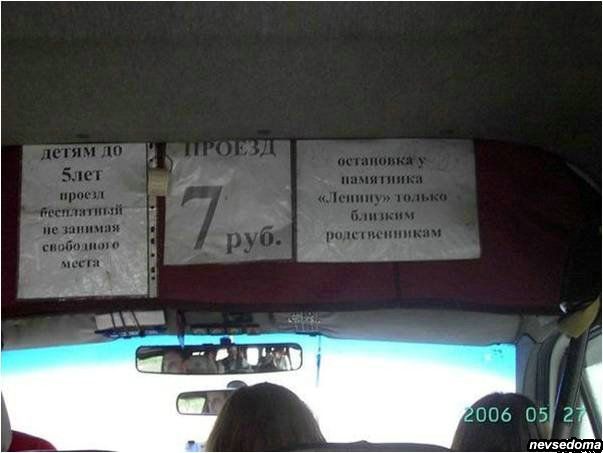 детям до
5лет
проезд
бесплатный
не занимая
свободного
места
ПРОЕЗД
7 руб.
остановка у
памятника
«Ленину» только
близким
родственникам
2006 05 27
nevsedoma